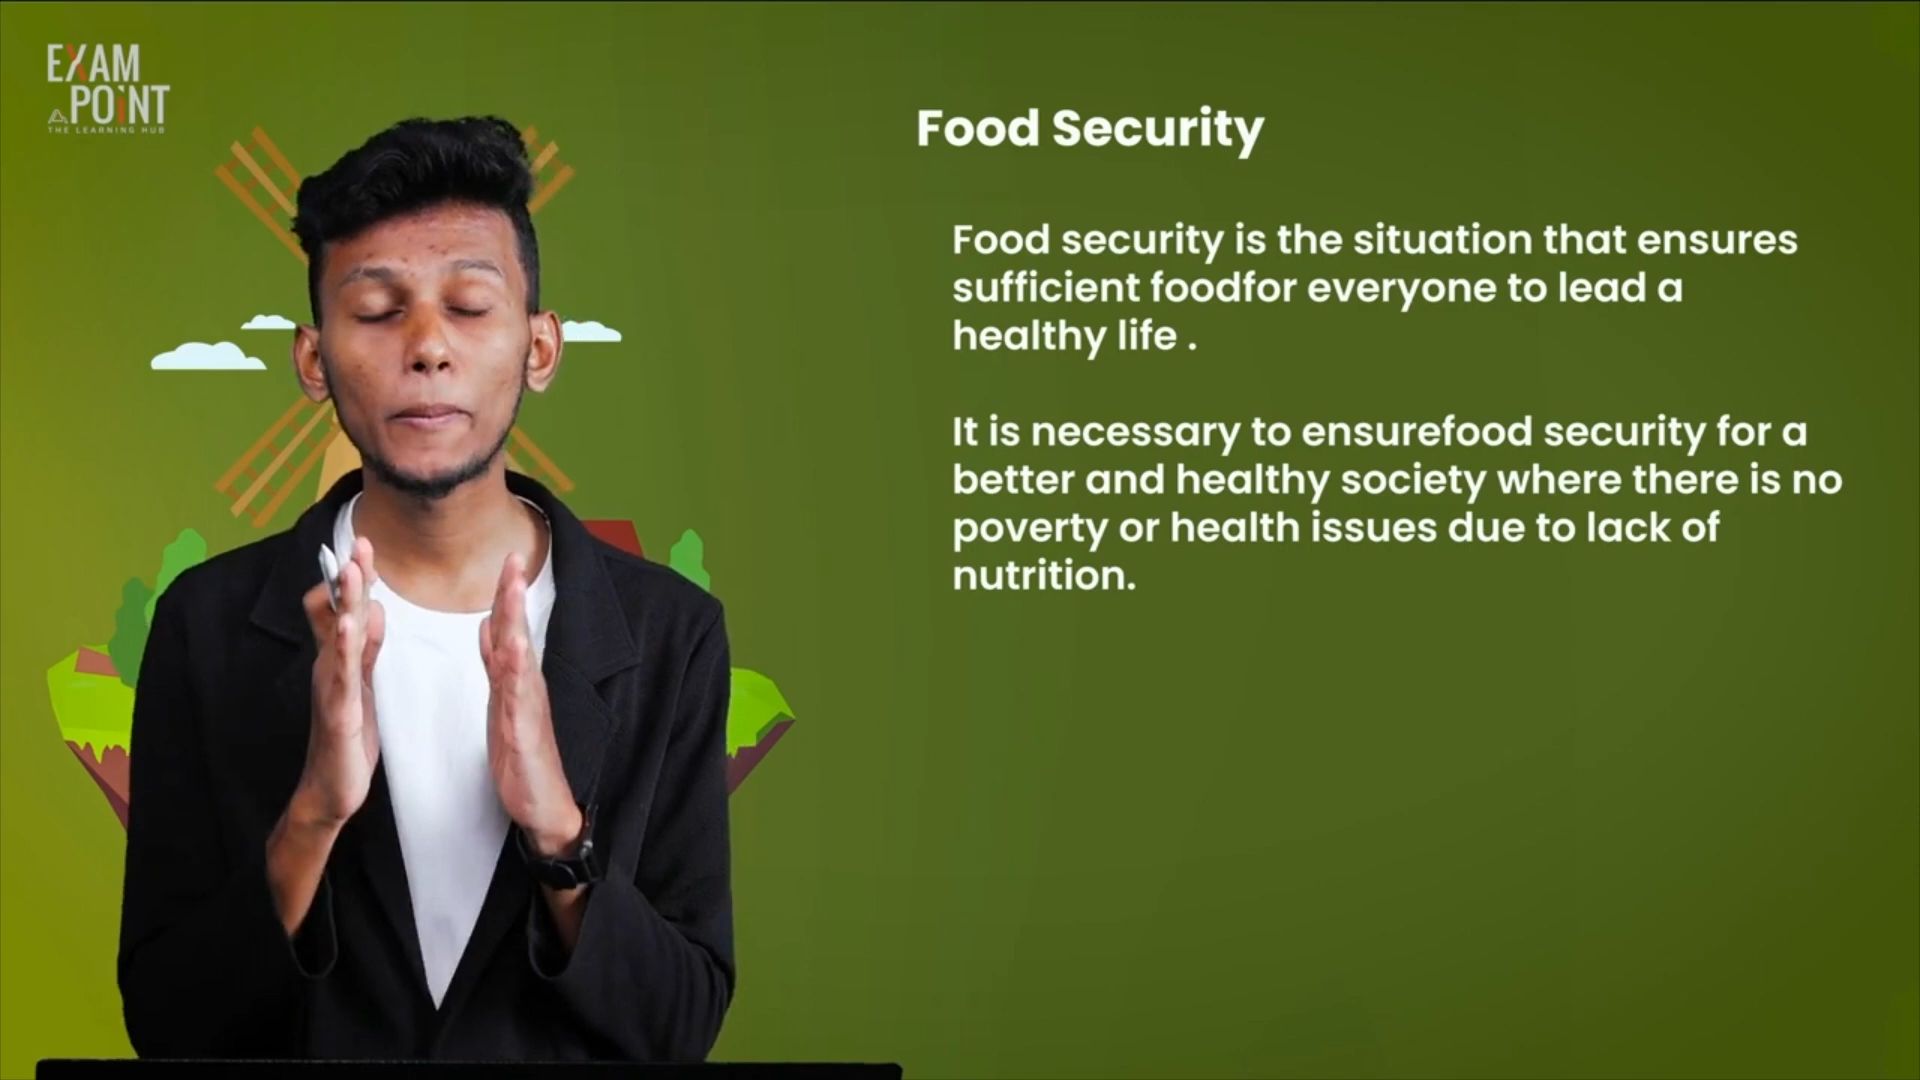 EXAM
POINT
THE LEARNING HUB
Food Security
Food security is the situation that ensures
sufficient foodfor everyone to lead a
healthy life .
It is necessary to ensurefood security for a
better and healthy society where there is no
poverty or health issues due to lack of
nutrition.